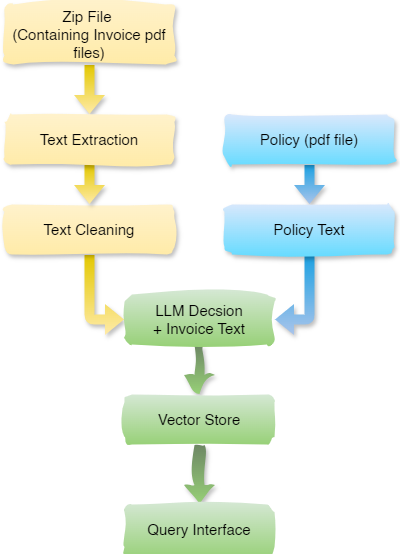 Zip File
(Containing Invoice pdf
files)
Text Extraction
Policy (pdf file)
Text Cleaning
Policy Text
LLM Decsion
+ Invoice Text
Vector Store
Query Interface